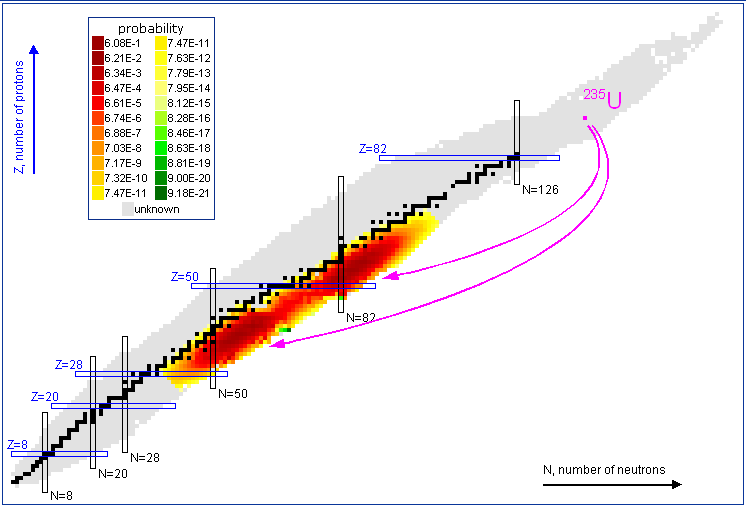 probability
6.08E-1 7.47E-11
6.21E-2 7.63E-12
6.34E-3 7.79E-13
6.47E-4 7.95E-14
6.61E-5 8.12E-15
6.74E-6 8.28E-16
6.88E-7 8.46E-17
7.03E-8 8.63E-18
7.17E-9 8.81E-19
7.32E-10 9.00E-20
7.47E-11 9.18E-21
unknown
Z, number of protons
235U
Z=82
N=126
Z=50
N=82
Z=28
N=50
Z=20
N=28
Z=8
N=20
N=8
N, number of neutrons